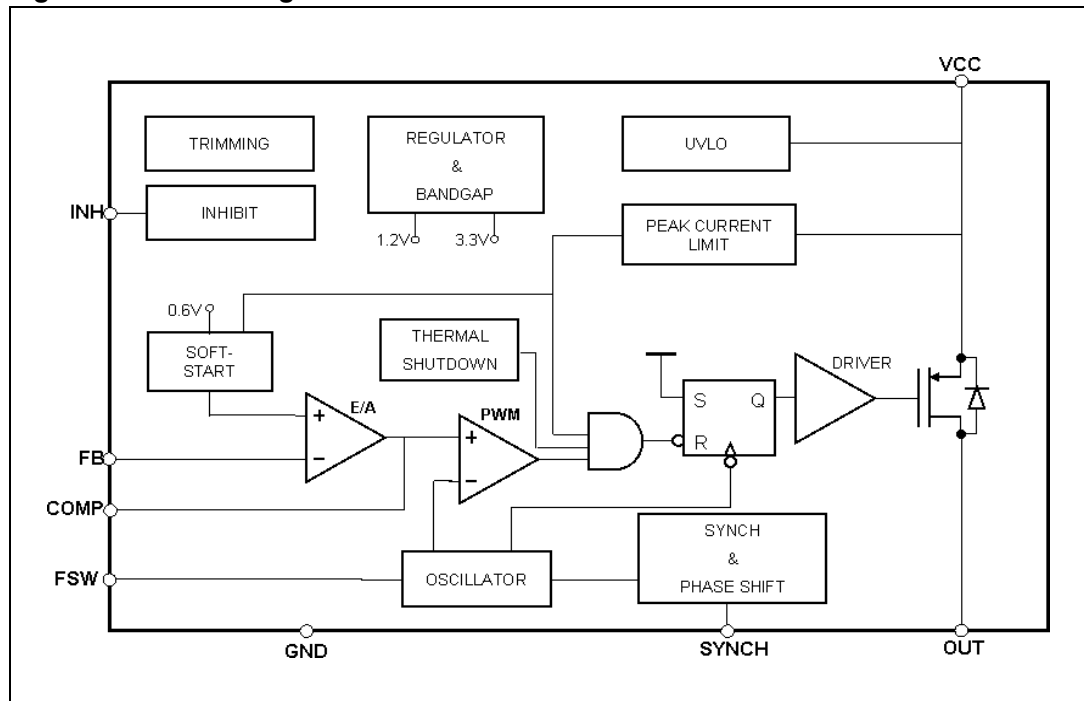 VCC
TRIMMING
REGULATOR
&
BANDGAP
UVLO
INH
INHIBIT
1.2V
3.3V
PEAK CURRENT
LIMIT
0.6V
SOFT-
START
THERMAL
SHUTDOWN
DRIVER
S
Q
R
E/A
+
−
PWM
+
−
FB
COMP
FSW
OSCILLATOR
SYNCH
&
PHASE SHIFT
GND
SYNCH
OUT